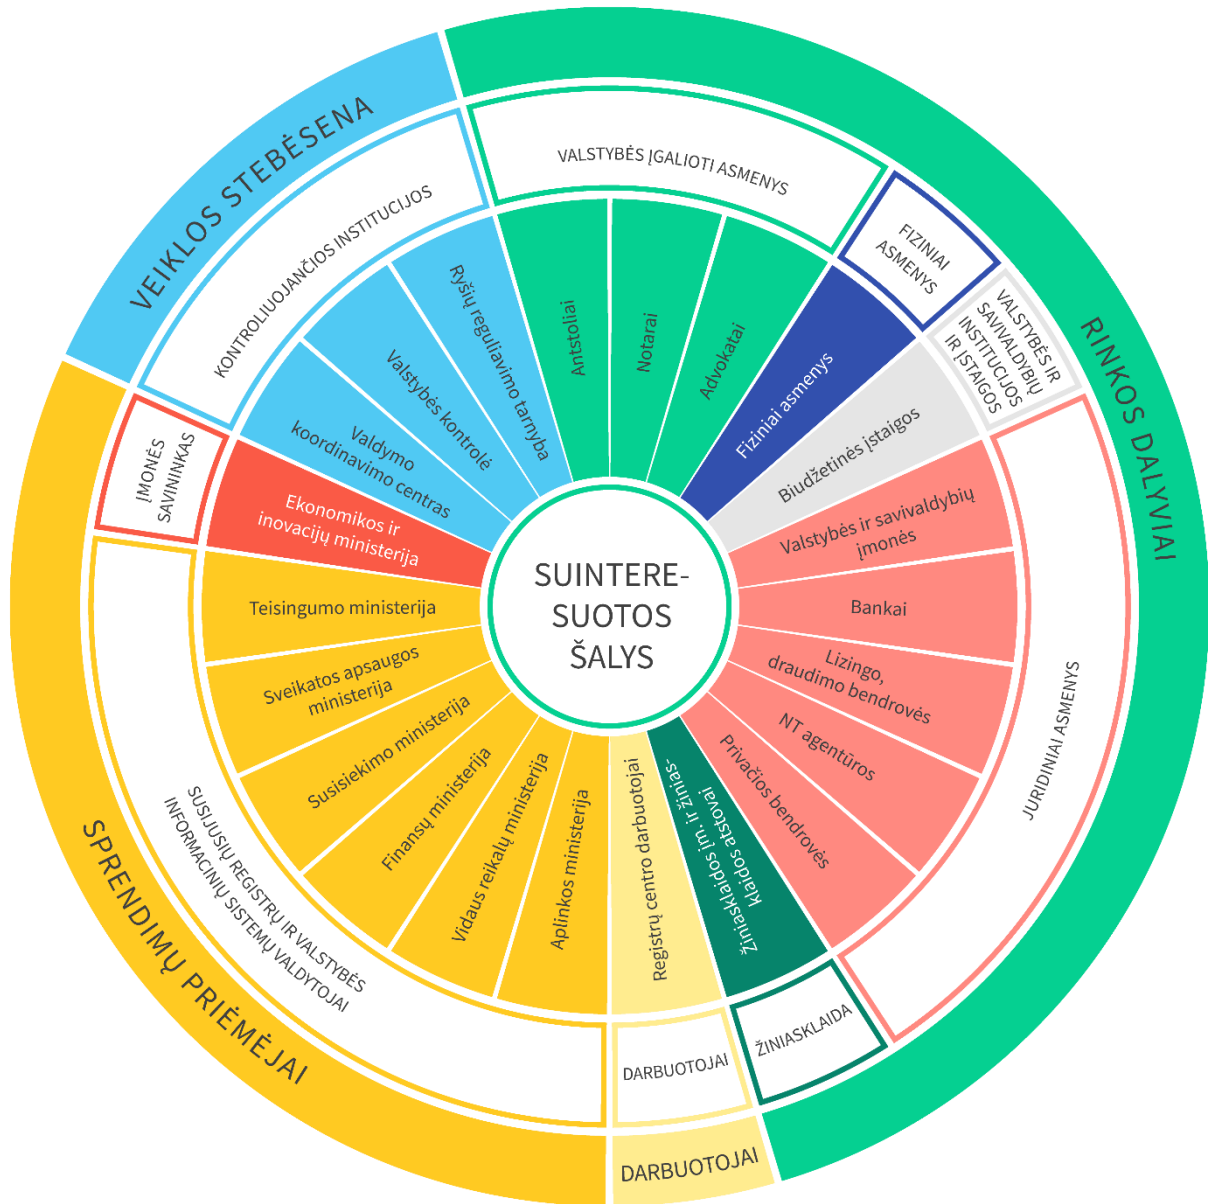 SUINTERE-
SUOTOS
ŠALYS
VEIKLOS STEBĖSENA
KONTROLIUOJANČIOS INSTITUCIJOS
Valdymo
koordinavimo centras
Valstybės kontrolė
Ryšių reguliavimo tarnyba
RINKOS DALYVIAI
VALSTYBĖS ĮGALIOTI ASMENYS
Antstoliai
Notarai
Advokatai
FIZINIAI
ASMENYS
Fiziniai asmenys
VALSTYBĖS IR
SAVIVALDYBIŲ
INSTITUCIJOS
IR ĮSTAIGOS
Biudžetinės įstaigos
JURIDINIAI ASMENYS
Valstybės ir savivaldybių
įmonės
Bankai
Lizingo,
draudimo bendrovės
NT agentūros
Privačios bendrovės
ŽINIASKLAIDA
Žiniasklaidos įm. ir žinias-
klaidos atstovai
DARBUOTOJAI
DARBUOTOJAI
Registrų centro darbuotojai
SPRENDIMŲ PRIĖMĖJAI
SUSIJUSIŲ REGISTRŲ IR VALSTYBĖS
INFORMACINIŲ SISTEMŲ VALDYTOJAI
Aplinkos ministerija
Vidaus reikalų ministerija
Finansų ministerija
Susisiekimo ministerija
Sveikatos apsaugos
ministerija
Teisingumo ministerija
ĮMONĖS
SAVININKAS
Ekonomikos ir
inovacijų ministerija